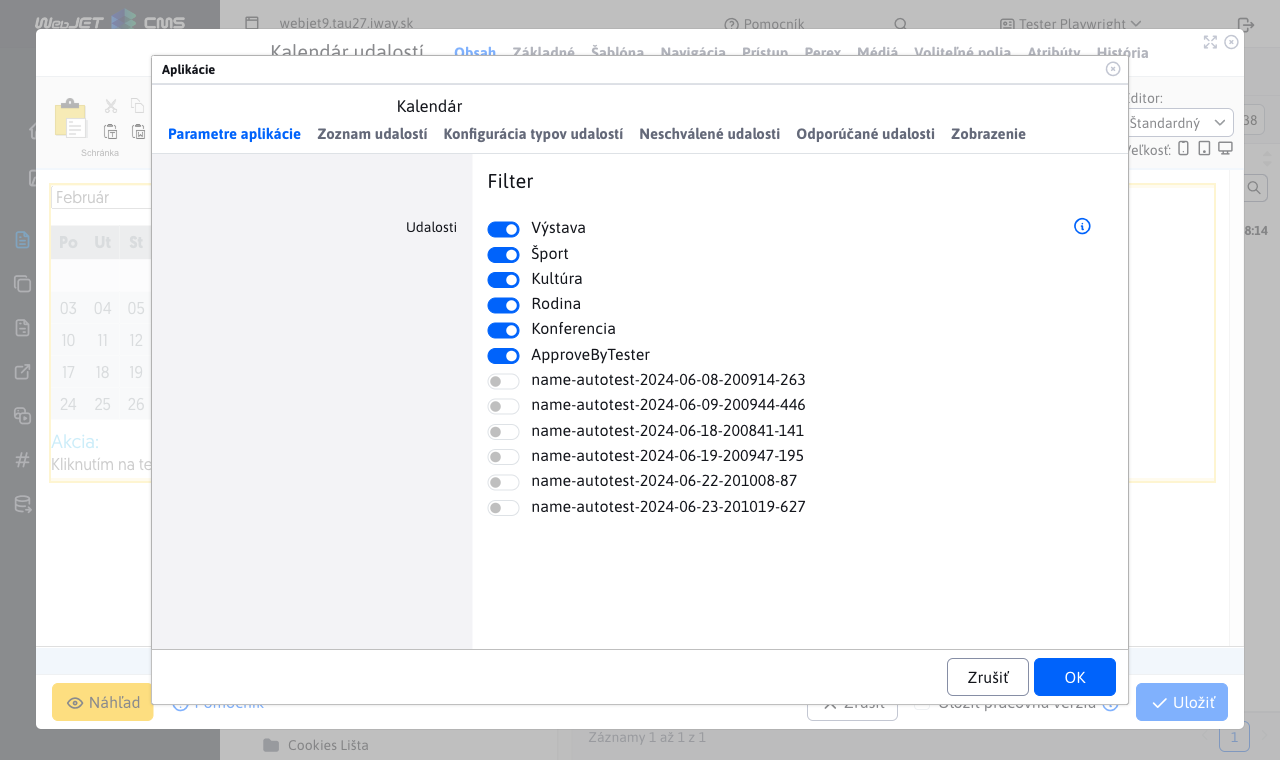 WebJET CMS
webjet9.tau27.iway.sk
Pomocník
Tester Playwright
Kalendár udalostí
Obsah Základné Šablóna Navigácia Prístup Perex Médiá Voliteľné polia Atribúty História
Aplikácie
Kalendár
Parametre aplikácie Zoznam udalostí Konfigurácia typov udalostí Neschválené udalosti Odporúčané udalosti Zobrazenie
Schránka
Editor:
Štandardný
Veľkosť:
38
8:14
Február
Po Ut St
03 04 05
10 11 12
17 18 19
24 25 26
Akcia:
Kliknutím na te
Filter
Udalosti
Výstava
Šport
Kultúra
Rodina
Konferencia
ApproveByTester
name-autotest-2024-06-08-200914-263
name-autotest-2024-06-09-200944-446
name-autotest-2024-06-18-200841-141
name-autotest-2024-06-19-200947-195
name-autotest-2024-06-22-201008-87
name-autotest-2024-06-23-201019-627
Zrušiť
OK
Náhľad
Pomocník
Zrušiť
Uložiť pracovnú verziu
Uložiť
Cookies Lišta
Záznamy 1 až 1 z 1
1